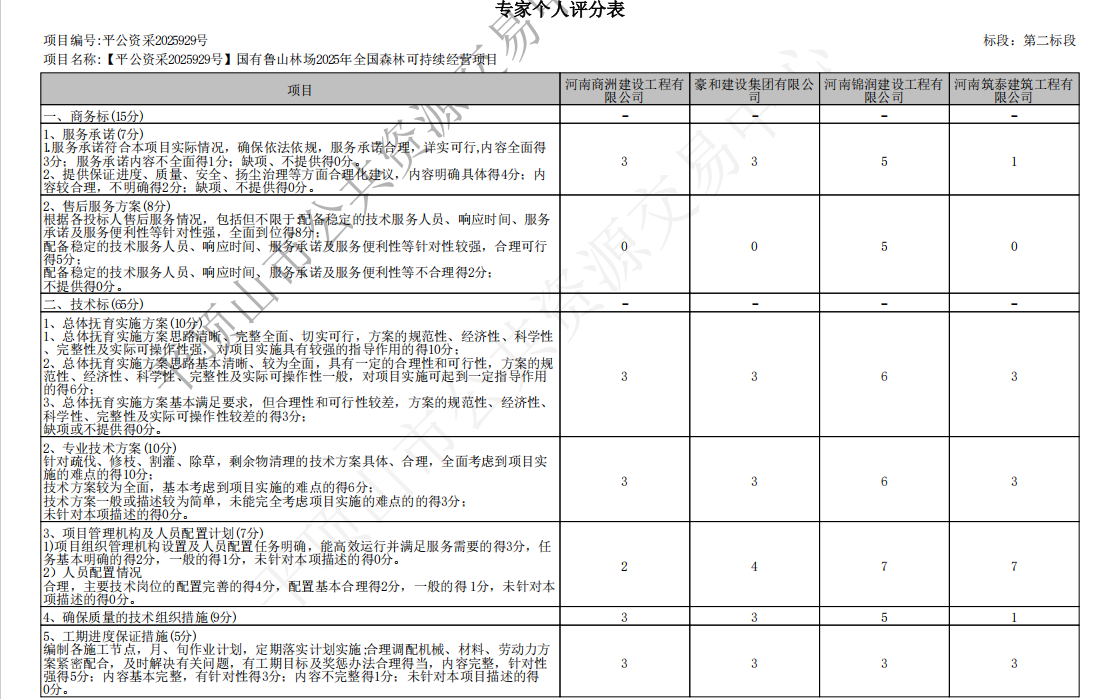 专家个人评分表
项目编号:平公资采2025929号
标段：第二标段
项目名称:【平公资采2025929号】国有鲁山林场2025年全国森林可持续经营项目
项目
河南商洲建设工程有限公司
豪和建设集团有限公司
河南锦润建设工程有限公司
河南筑泰建筑工程有限公司
一、商务标(15分) - - - -
1、服务承诺(7分)
1.服务承诺符合本项目实际情况，确保依法依规，服务承诺合理，详实可行,内容全面得
3分；服务承诺内容不全面得1分；缺项、不提供得0分。
2、提供保证进度、质量、安全、扬尘治理等方面合理化建议，内容明确具体得4分；内
容较合理，不明确得2分；缺项、不提供得0分。
3 3 5 1
2、售后服务方案(8分)
根据各投标人售后服务情况，包括但不限于:配备稳定的技术服务人员、响应时间、服务
承诺及服务便利性等针对性强，全面到位得8分；
配备稳定的技术服务人员、响应时间、服务承诺及服务便利性等针对性较强，合理可行
得5分；
配备稳定的技术服务人员、响应时间、服务承诺及服务便利性等不合理得2分；
不提供得0分。
0 0 5 0
二、技术标(65分) - - - -
1、总体抚育实施方案(10分)
1、总体抚育实施方案思路清晰、完整全面、切实可行，方案的规范性、经济性、科学性
、完整性及实际可操作性强，对项目实施具有较强的指导作用的得10分；
2、总体抚育实施方案思路基本清晰、较为全面，具有一定的合理性和可行性，方案的规
范性、经济性、科学性、完整性及实际可操作性一般，对项目实施可起到一定指导作用
的得6分；
3、总体抚育实施方案基本满足要求，但合理性和可行性较差，方案的规范性、经济性、
科学性、完整性及实际可操作性较差的得3分；
缺项或不提供得0分。
3 3 6 3
2、专业技术方案(10分)
针对疏伐、修枝、割灌、除草，剩余物清理的技术方案具体、合理，全面考虑到项目实
施的难点的得10分；
技术方案较为全面，基本考虑到项目实施的难点的得6分；
技术方案一般或描述较为简单，未能完全考虑项目实施的难点的的得3分；
未针对本项描述的得0分。
3 3 6 3
3、项目管理机构及人员配置计划(7分)
1)项目组织管理机构设置及人员配置任务明确，能高效运行并满足服务需要的得3分，任
务基本明确的得2分，一般的得1分，未针对本项描述的得0分。
2）人员配置情况
合理，主要技术岗位的配置完善的得4分，配置基本合理得2分，一般的得 1分，未针对本
项描述的得0分。
2 4 7 7
4、确保质量的技术组织措施(9分) 3 3 5 1
5、工期进度保证措施(5分)
编制各施工节点，月、旬作业计划，定期落实计划实施;合理调配机械、材料、劳动力方
案紧密配合，及时解决有关问题，有工期目标及奖惩办法合理得当，内容完整，针对性
强得5分；内容基本完整，有针对性得3分；内容不完整得1分；未针对本项目描述的得
0分。
3 3 3 3
平顶山市公共资源交易中心
平顶山市公共资源交易中心